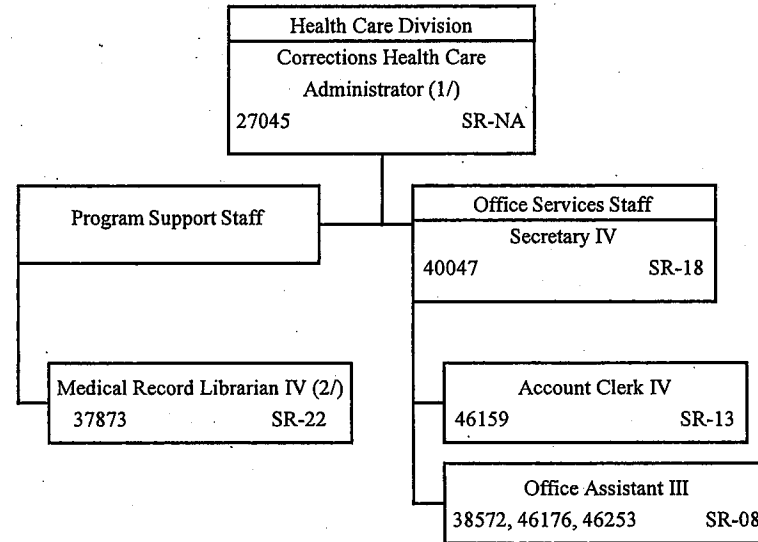 Health Care Division
Corrections Health Care
Administrator (1/)
27045 SR-NA
Program Support Staff
Office Services Staff
Secretary IV
40047 SR-18
Medical Record Librarian IV (2/)
37873 SR-22
Account Clerk IV
46159 SR-13
Office Assistant III
38572, 46176, 46253 SR-08